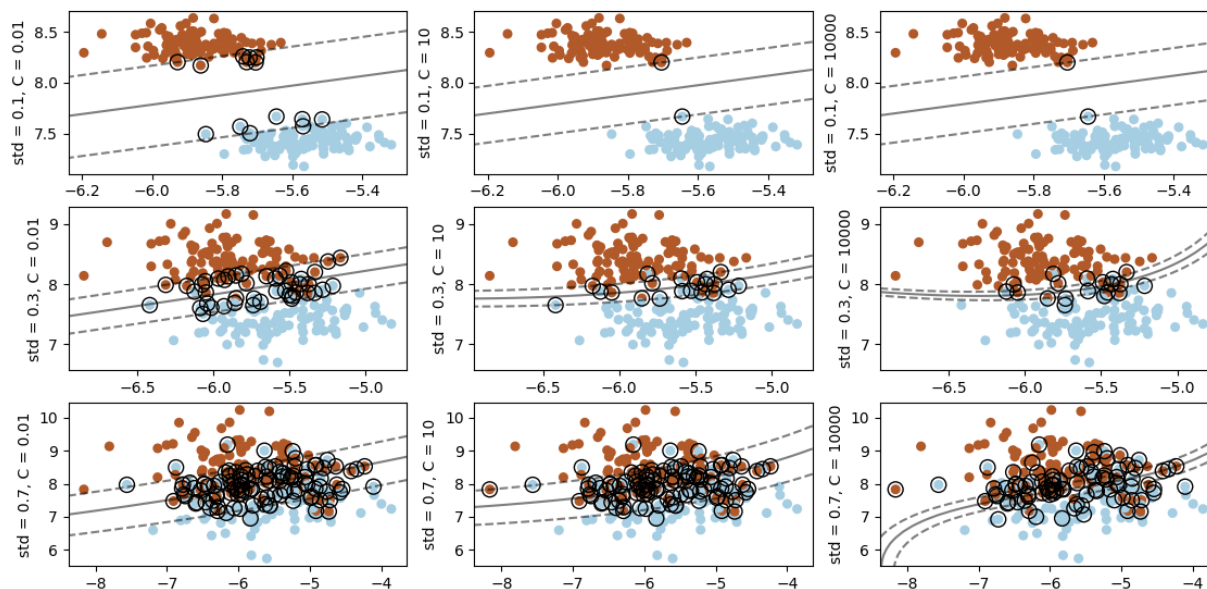 std = 0.1, C = 0.01
8.5
8.0
7.5
−6.2 −6.0 −5.8 −5.6 −5.4
std = 0.1, C = 10
8.5
8.0
7.5
−6.2 −6.0 −5.8 −5.6 −5.4
std = 0.1, C = 10000
8.5
8.0
7.5
−6.2 −6.0 −5.8 −5.6 −5.4
std = 0.3, C = 0.01
9
8
7
−6.5 −6.0 −5.5 −5.0
std = 0.3, C = 10
9
8
7
−6.5 −6.0 −5.5 −5.0
std = 0.3, C = 10000
9
8
7
−6.5 −6.0 −5.5 −5.0
std = 0.7, C = 0.01
10
9
8
7
6
−8 −7 −6 −5 −4
std = 0.7, C = 10
10
9
8
7
6
−8 −7 −6 −5 −4
std = 0.7, C = 10000
10
9
8
7
6
−8 −7 −6 −5 −4